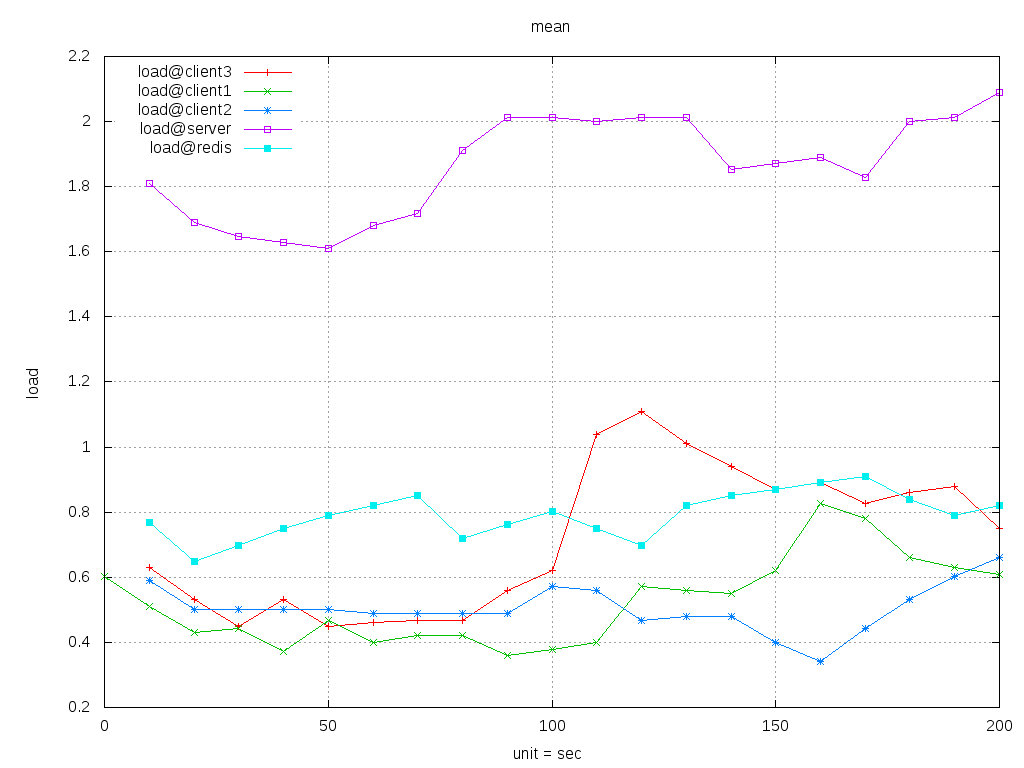 mean
load@client3
load@client1
load@client2
load@server
load@redis
2.2
2
1.8
1.6
1.4
1.2
1
0.8
0.6
0.4
0.2
load
0 50 100 150 200
unit = sec